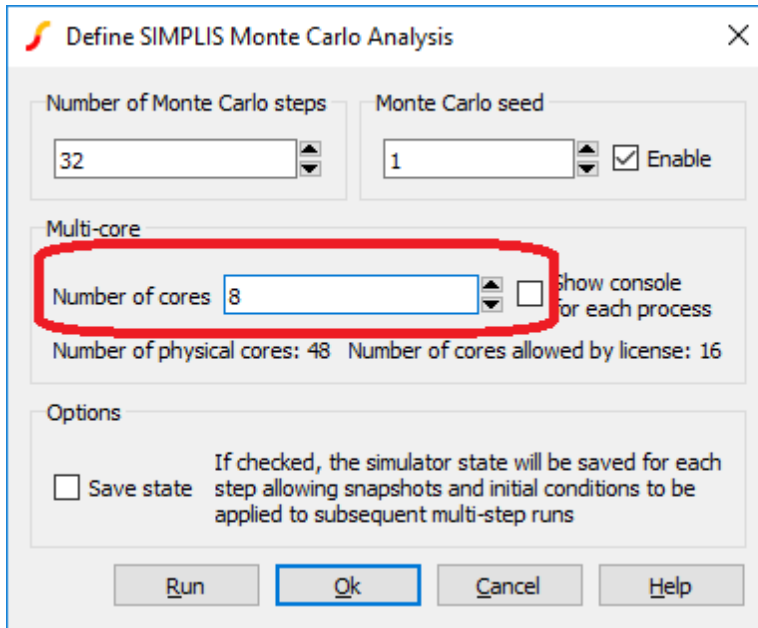 Define SIMPLIS Monte Carlo Analysis
Number of Monte Carlo steps
Monte Carlo seed
32
1
Enable
Multi-core
Number of cores
8
Show console
for each process
Number of physical cores: 48
Number of cores allowed by license: 16
Options
Save state
If checked, the simulator state will be saved for each
step allowing snapshots and initial conditions to be
applied to subsequent multi-step runs
Run
Ok
Cancel
Help